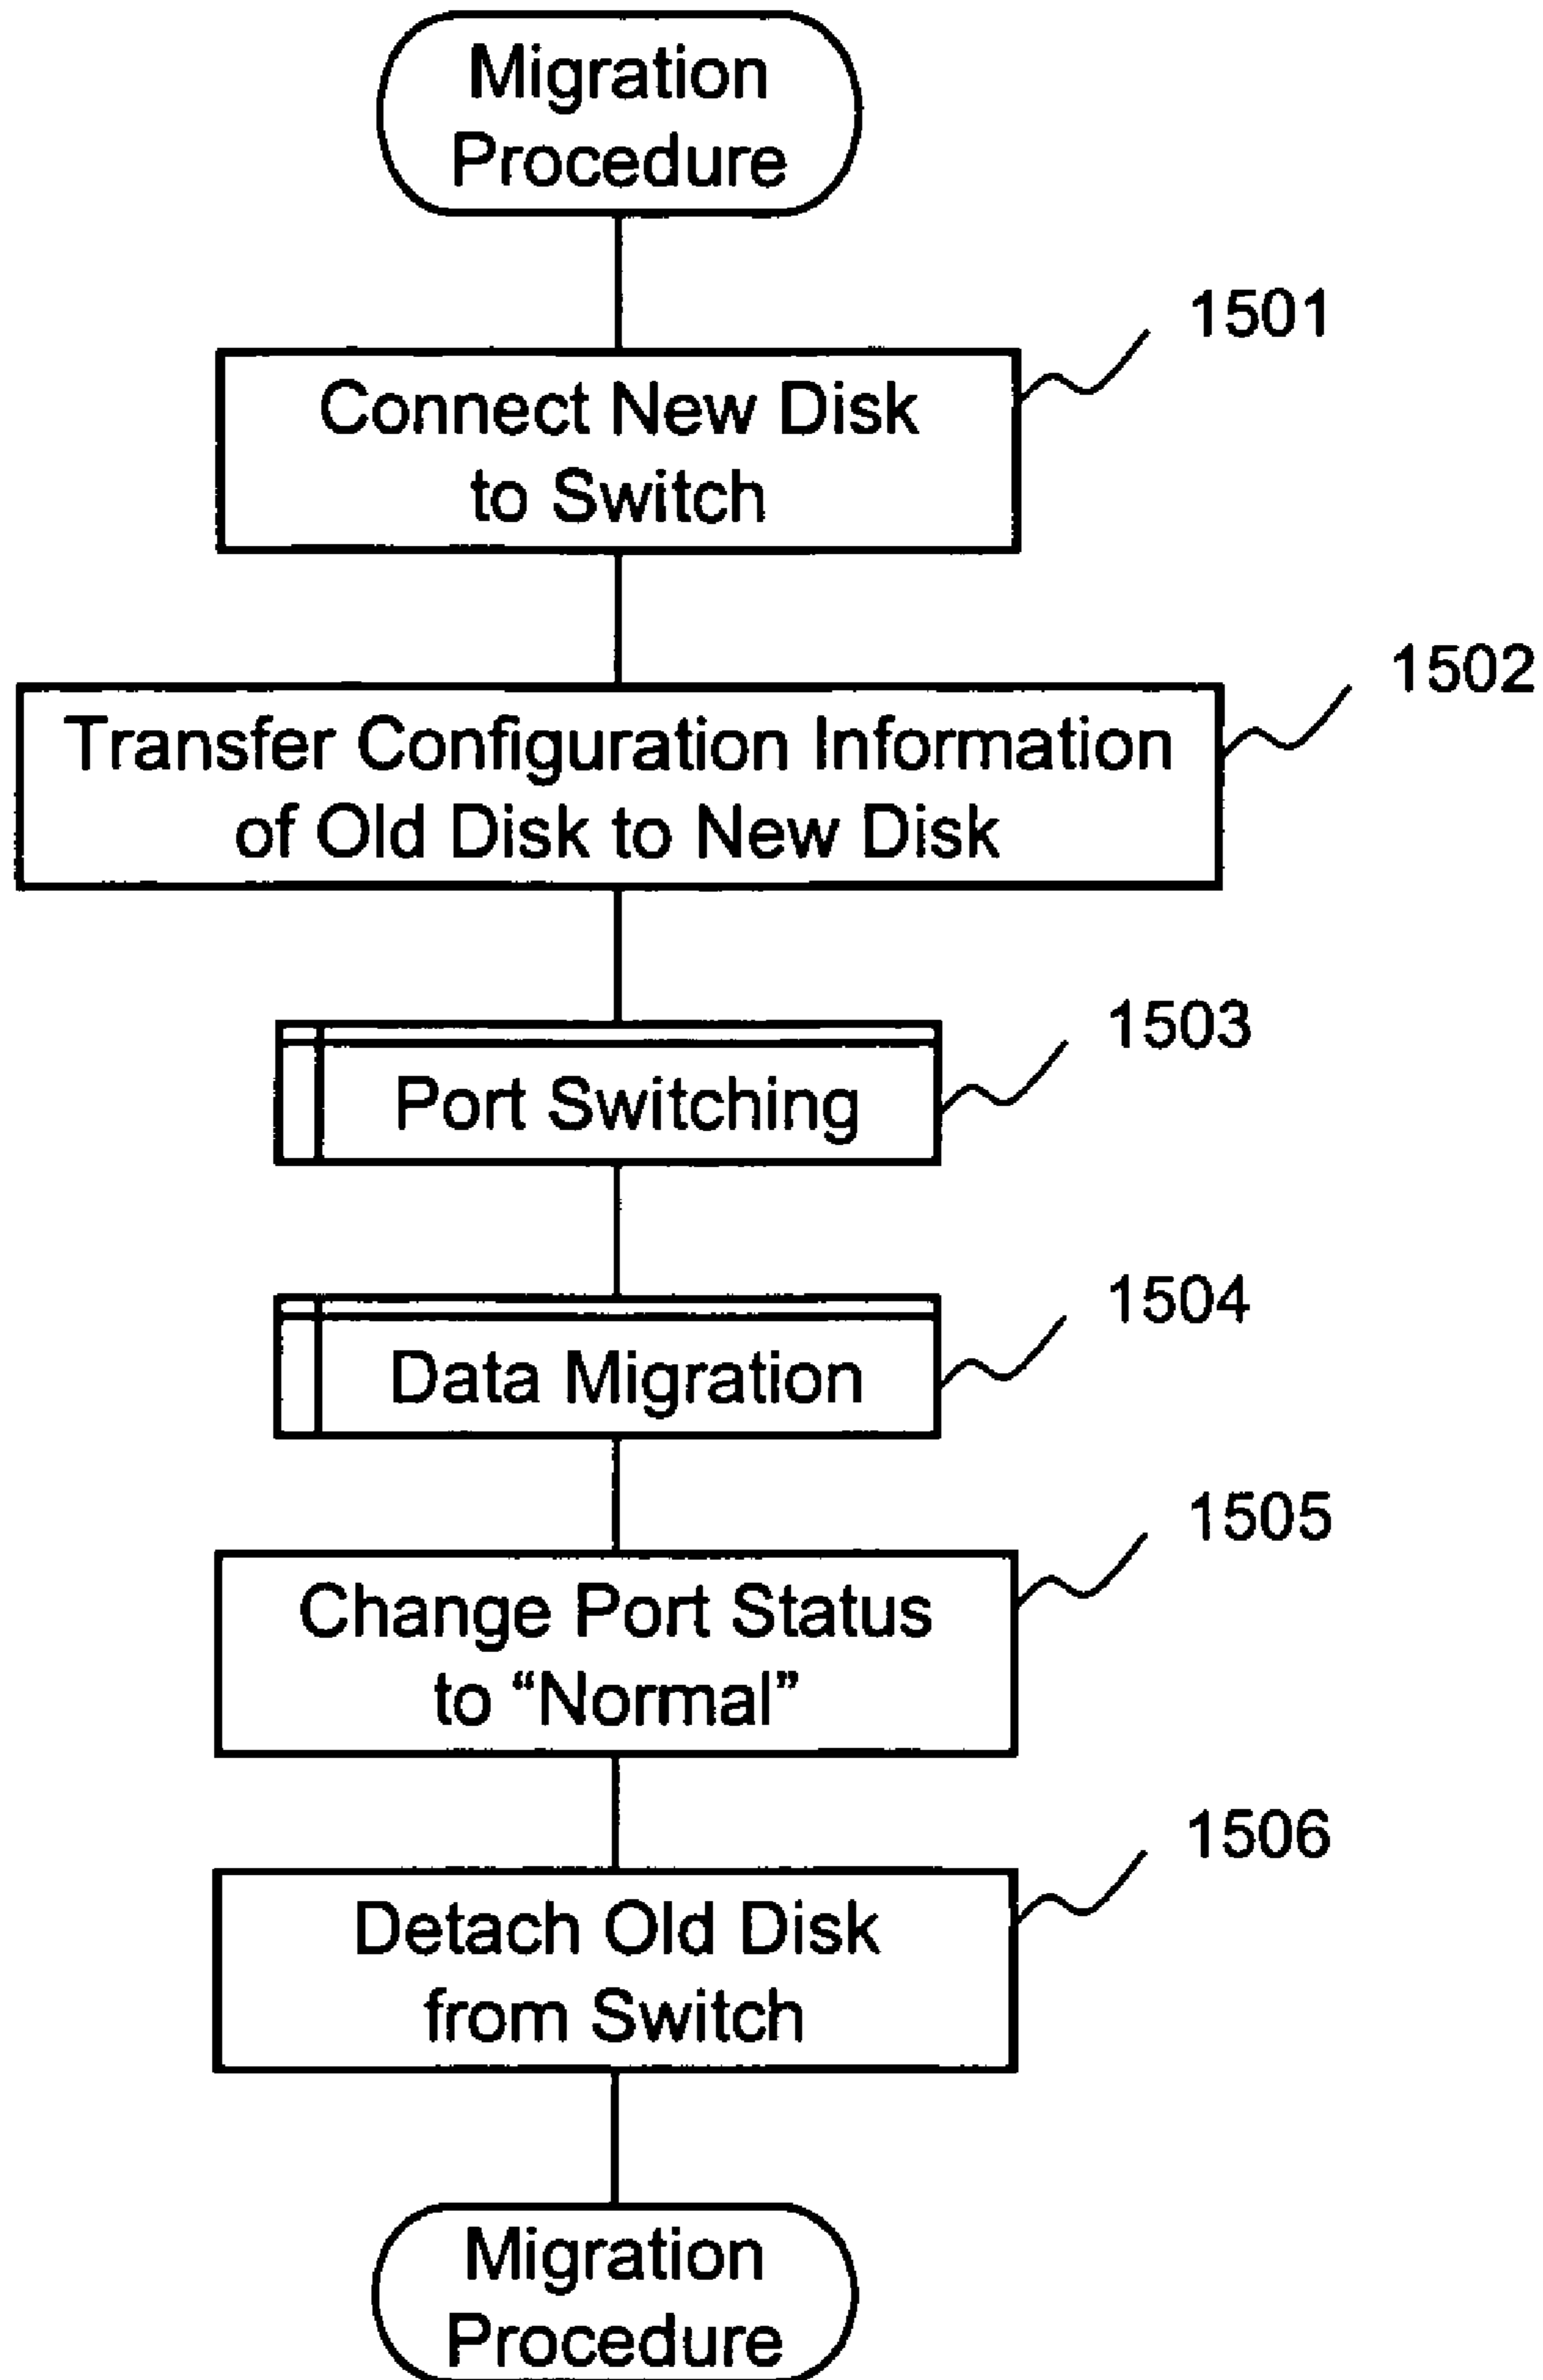 Migration
Procedure
1501
Connect New Disk
to Switch
1502
Transfer Configuration Information
of Old Disk to New Disk
1503
Port Switching
1504
Data Migration
1505
Change Port Status
to “Normal”
1506
Detach Old Disk
from Switch
Migration
Procedure